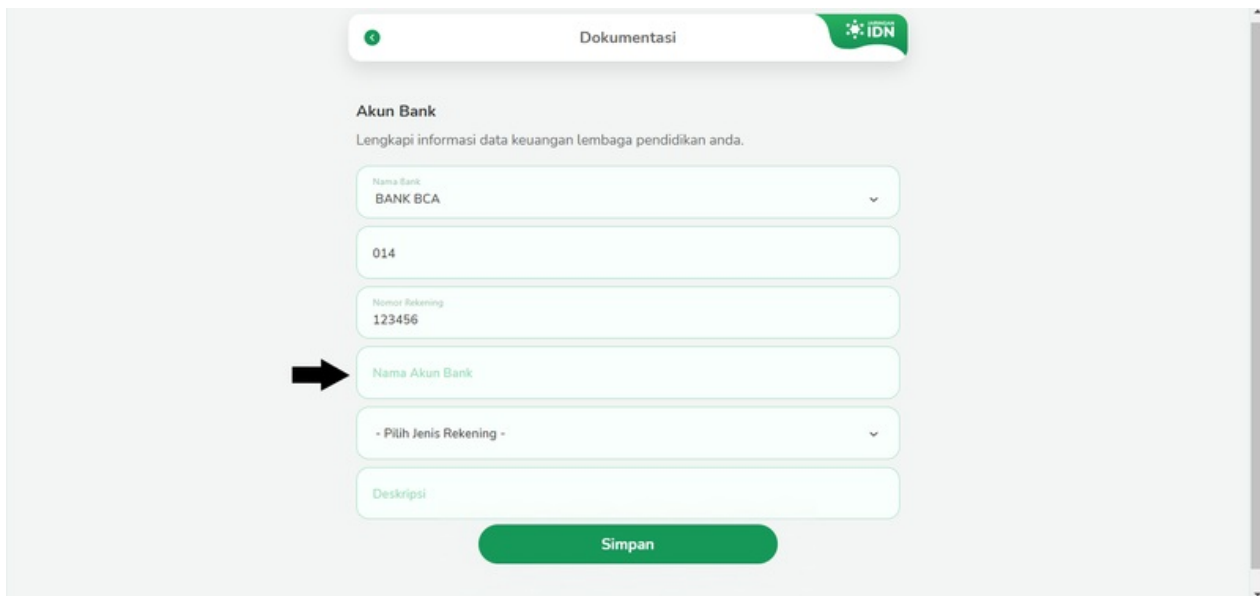 Dokumentasi
JARINGAN
IDN
Akun Bank
Lengkapi informasi data keuangan lembaga pendidikan anda.
Nama Bank
BANK BCA
014
Nomor Rekening
123456
Nama Akun Bank
- Pilih Jenis Rekening -
Deskripsi
Simpan